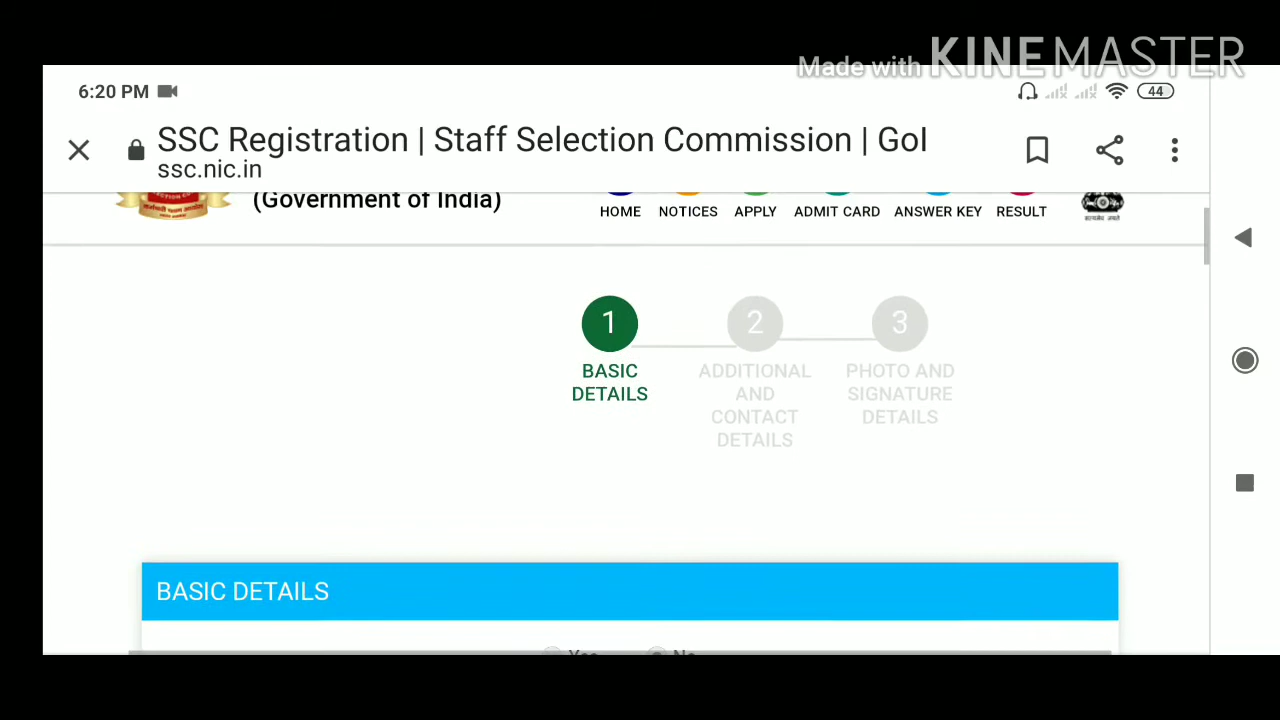 Made with KINEMASTER
6:20 PM
44
SSC Registration | Staff Selection Commission | GoI
ssc.nic.in
(Government of India)
HOME NOTICES APPLY ADMIT CARD ANSWER KEY RESULT
1 2 3
BASIC DETAILS
ADDITIONAL AND CONTACT DETAILS
PHOTO AND SIGNATURE DETAILS
BASIC DETAILS
Yes No